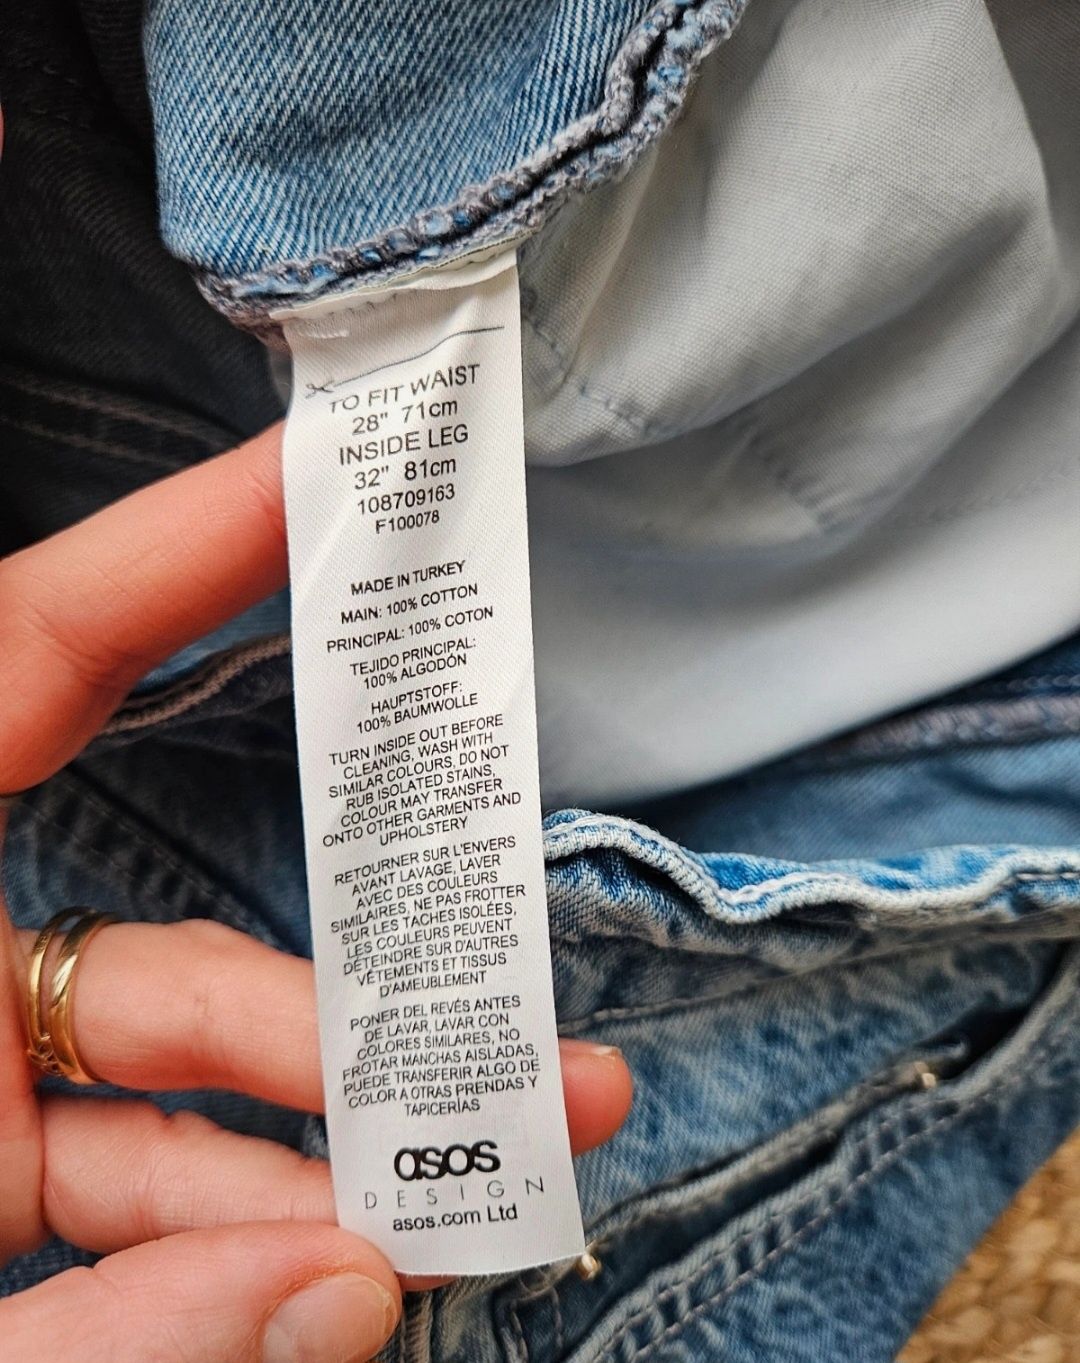 TO FIT WAIST
28" 71cm
INSIDE LEG
32" 81cm
108709163
F100078
MADE IN TURKEY
MAIN: 100% COTTON
PRINCIPAL: 100% COTON
TEJIDO PRINCIPAL:
100% ALGODÓN
HAUPTSTOFF:
100% BAUMWOLLE
TURN INSIDE OUT BEFORE
CLEANING, WASH WITH
SIMILAR COLOURS, DO NOT
RUB ISOLATED STAINS,
COLOUR MAY TRANSFER
ONTO OTHER GARMENTS AND
UPHOLSTERY
RETOURNER SUR L'ENVERS
AVANT LAVAGE, LAVER
AVEC DES COULEURS
SIMILAIRES, NE PAS FROTTER
SUR LES TACHES ISOLÉES,
LES COULEURS PEUVENT
DÉTEINDRE SUR D'AUTRES
VÊTEMENTS ET TISSUS
D'AMEUBLEMENT
PONER DEL REVÉS ANTES
DE LAVAR, LAVAR CON
COLORES SIMILARES, NO
FROTAR MANCHAS AISLADAS,
PUEDE TRANSFERIR ALGO DE
COLOR A OTRAS PRENDAS Y
TAPICERÍAS
asos
DESIGN
asos.com Ltd